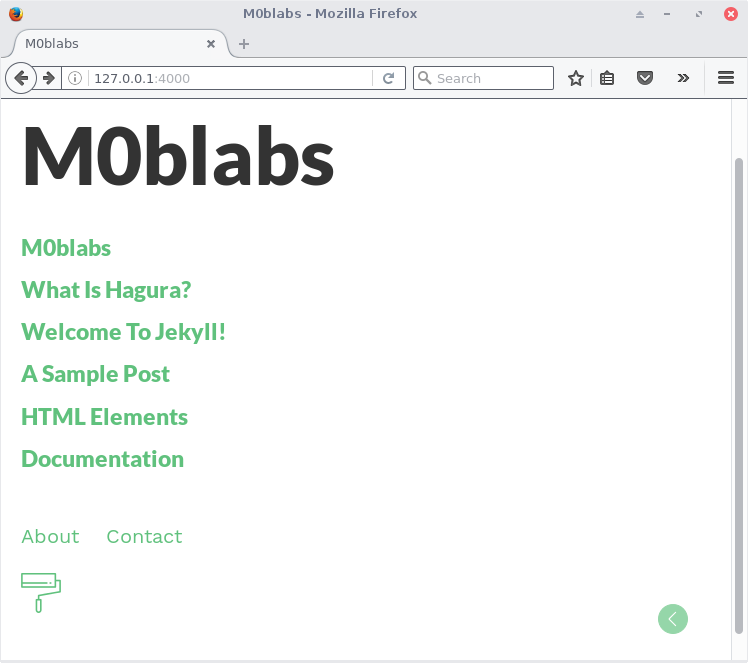 M0blabs - Mozilla Firefox
M0blabs
127.0.0.1:4000
Search
M0blabs
M0blabs
What Is Hagura?
Welcome To Jekyll!
A Sample Post
HTML Elements
Documentation
About Contact